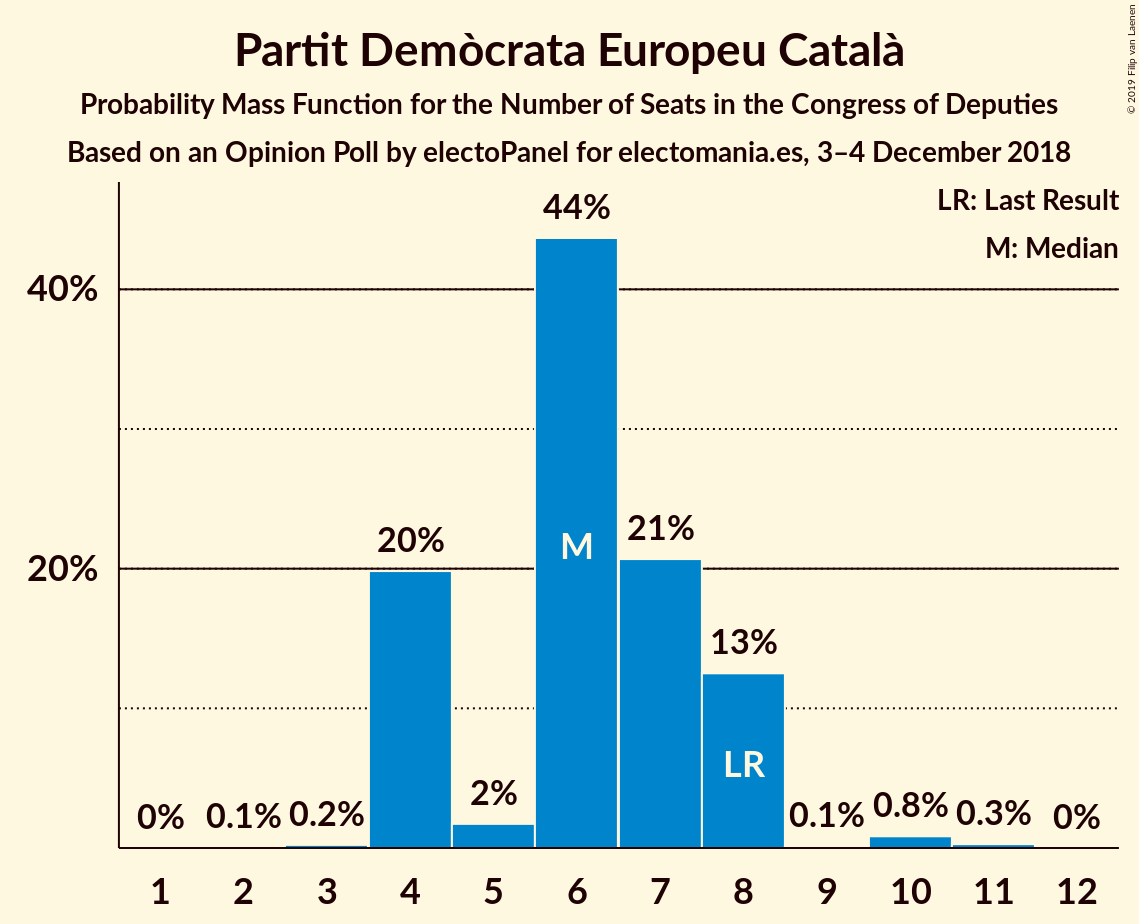 Partit Demòcrata Europeu Català
Probability Mass Function for the Number of Seats in the Congress of Deputies
Based on an Opinion Poll by electoPanel for electomania.es, 3–4 December 2018
© 2019 Filip van Laenen
LR: Last Result
M: Median
44%
40%
20%
21%
20%
M
13%
LR
0%
0.1%
0.2%
2%
0.1%
0.8%
0.3%
0%
1 2 3 4 5 6 7 8 9 10 11 12